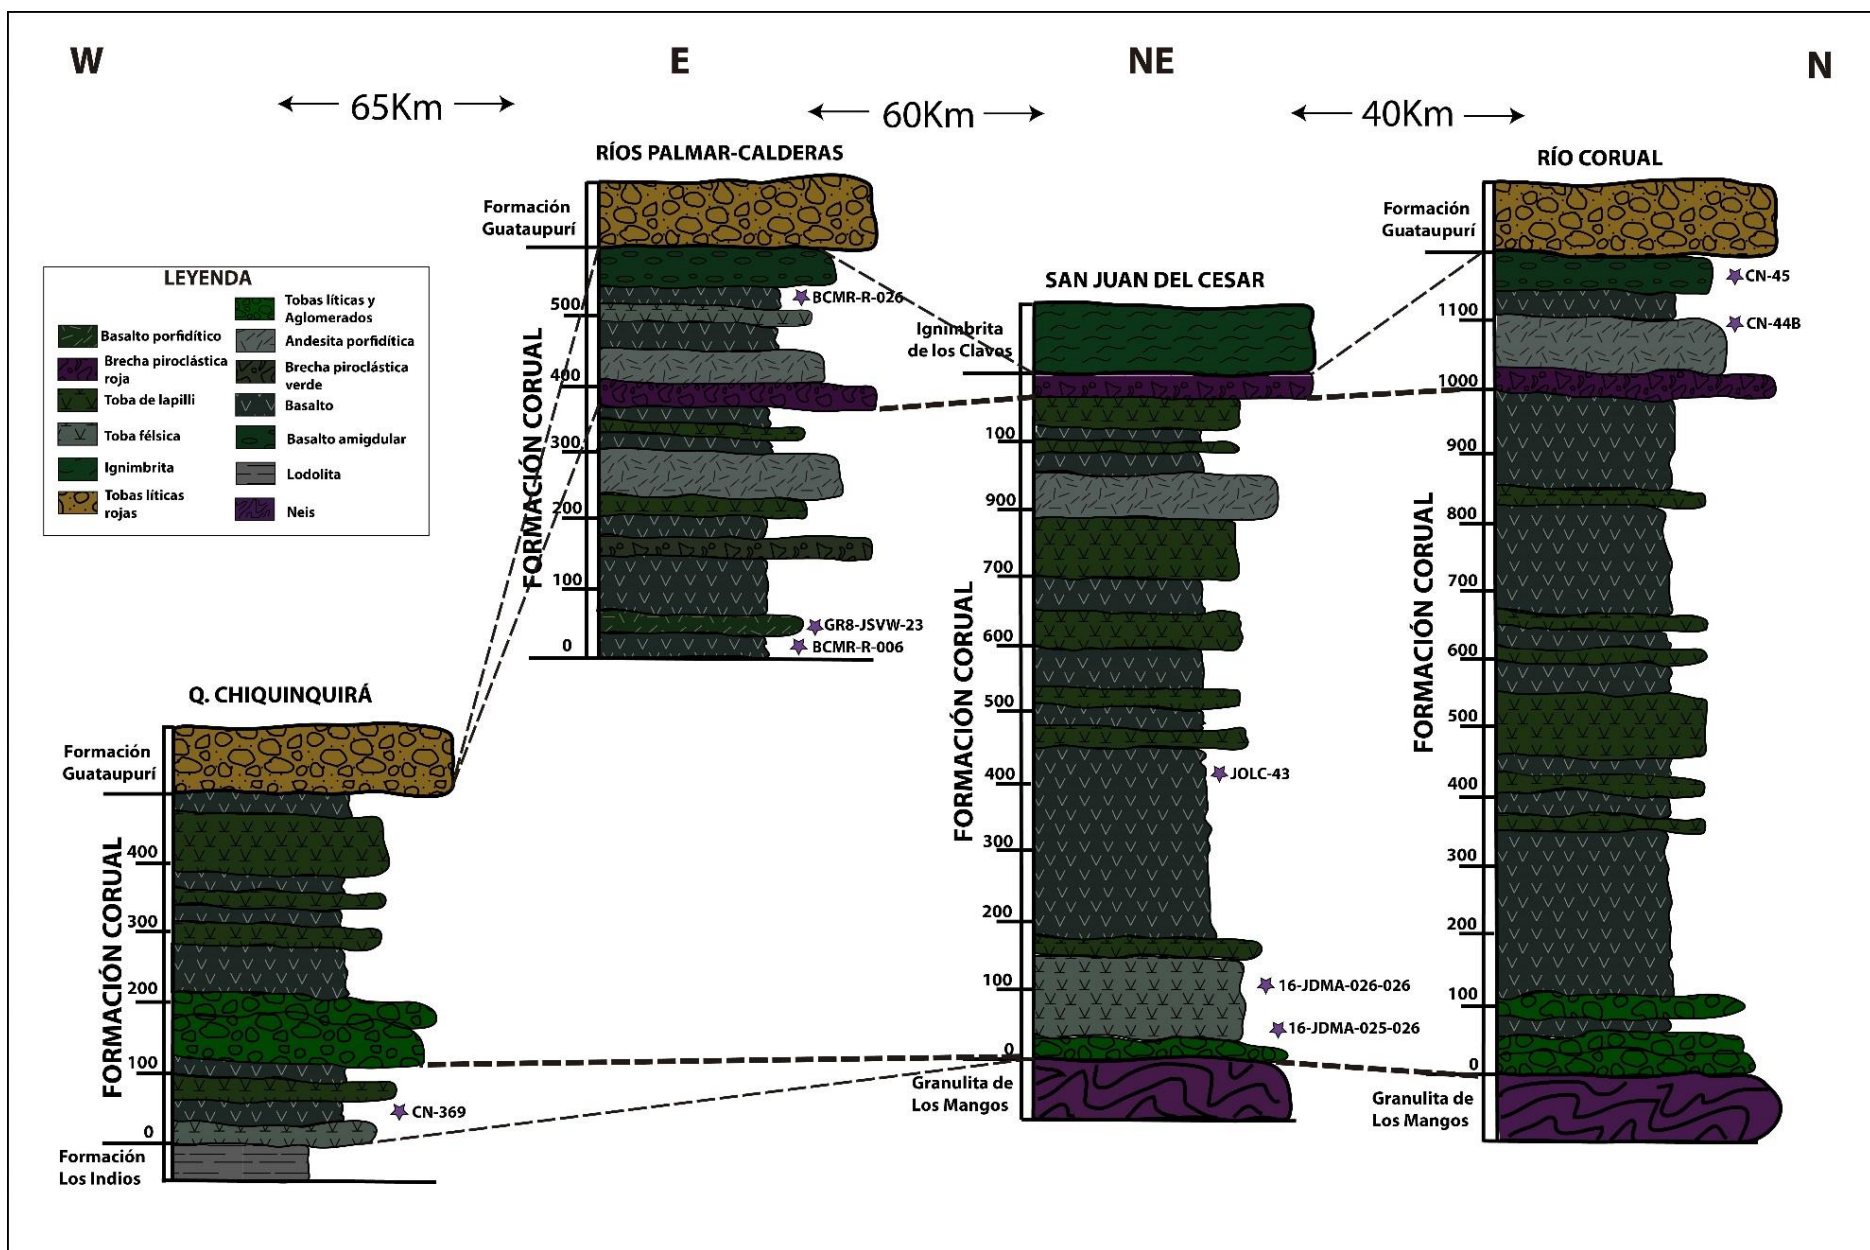 W
E
NE
N
65Km
60Km
40Km
LEYENDA
Basalto porfidítico
Brecha piroclástica
roja
Toba de lapilli
Toba félsica
Ignimbrita
Tobas líticas
rojas
Tobas líticas y
Aglomerados
Andesita porfidítica
Brecha piroclástica
verde
Basalto
Basalto amigdular
Lodolita
Neis
Q. CHIQUINQUIRÁ
Formación
Guataupurí
FORMACIÓN CORUAL
400
300
200
100
0
CN-369
Formación
Los Indios
RÍOS PALMAR-CALDERAS
Formación
Guataupurí
FORMACIÓN CORUAL
500
400
300
200
100
0
BCMR-R-026
GR8-JSVW-23
BCMR-R-006
SAN JUAN DEL CESAR
Ignimbrita
de los Clavos
FORMACIÓN CORUAL
100
900
700
600
500
400
300
200
100
0
JOLC-43
16-JDMA-026-026
16-JDMA-025-026
Granulita de
Los Mangos
RÍO CORUAL
Formación
Guataupurí
FORMACIÓN CORUAL
1100
1000
900
800
700
600
500
400
300
200
100
0
CN-45
CN-44B
Granulita de
Los Mangos